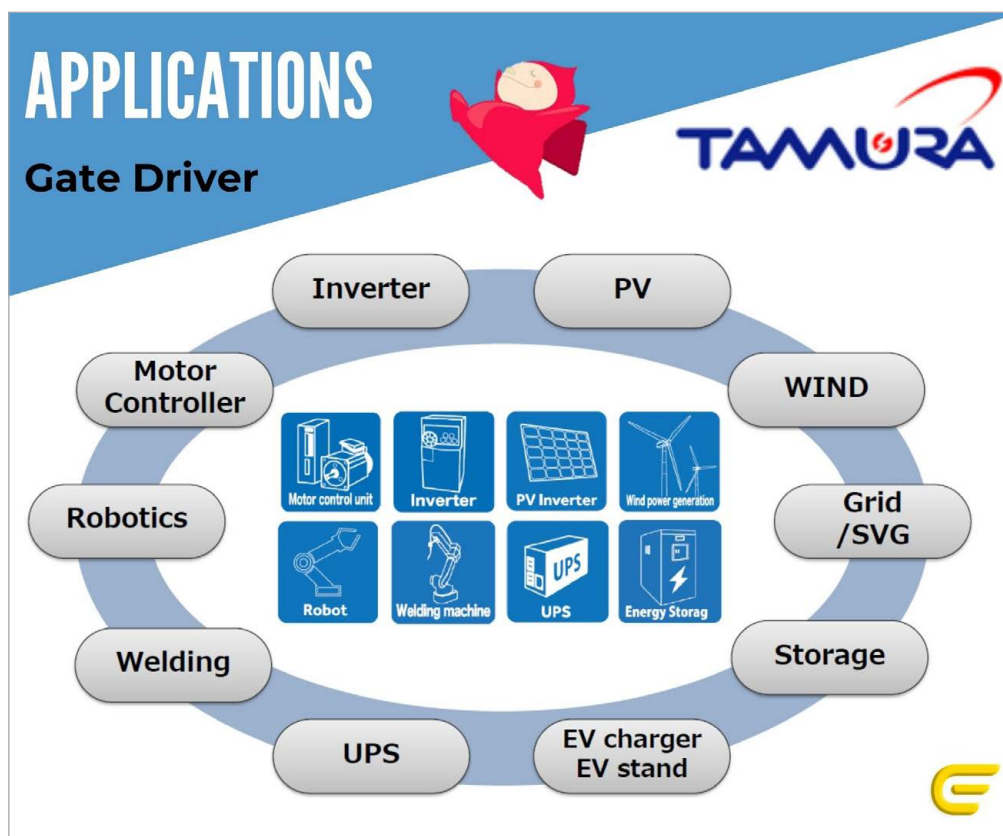 APPLICATIONS
Gate Driver
TAMURA
Inverter
PV
Motor
Controller
WIND
Robotics
Grid
/SVG
Welding
Storage
UPS
EV charger
EV stand
Motor control unit
Inverter
PV Inverter
Wind power generation
Robot
Welding machine
UPS
UPS
Energy Storag